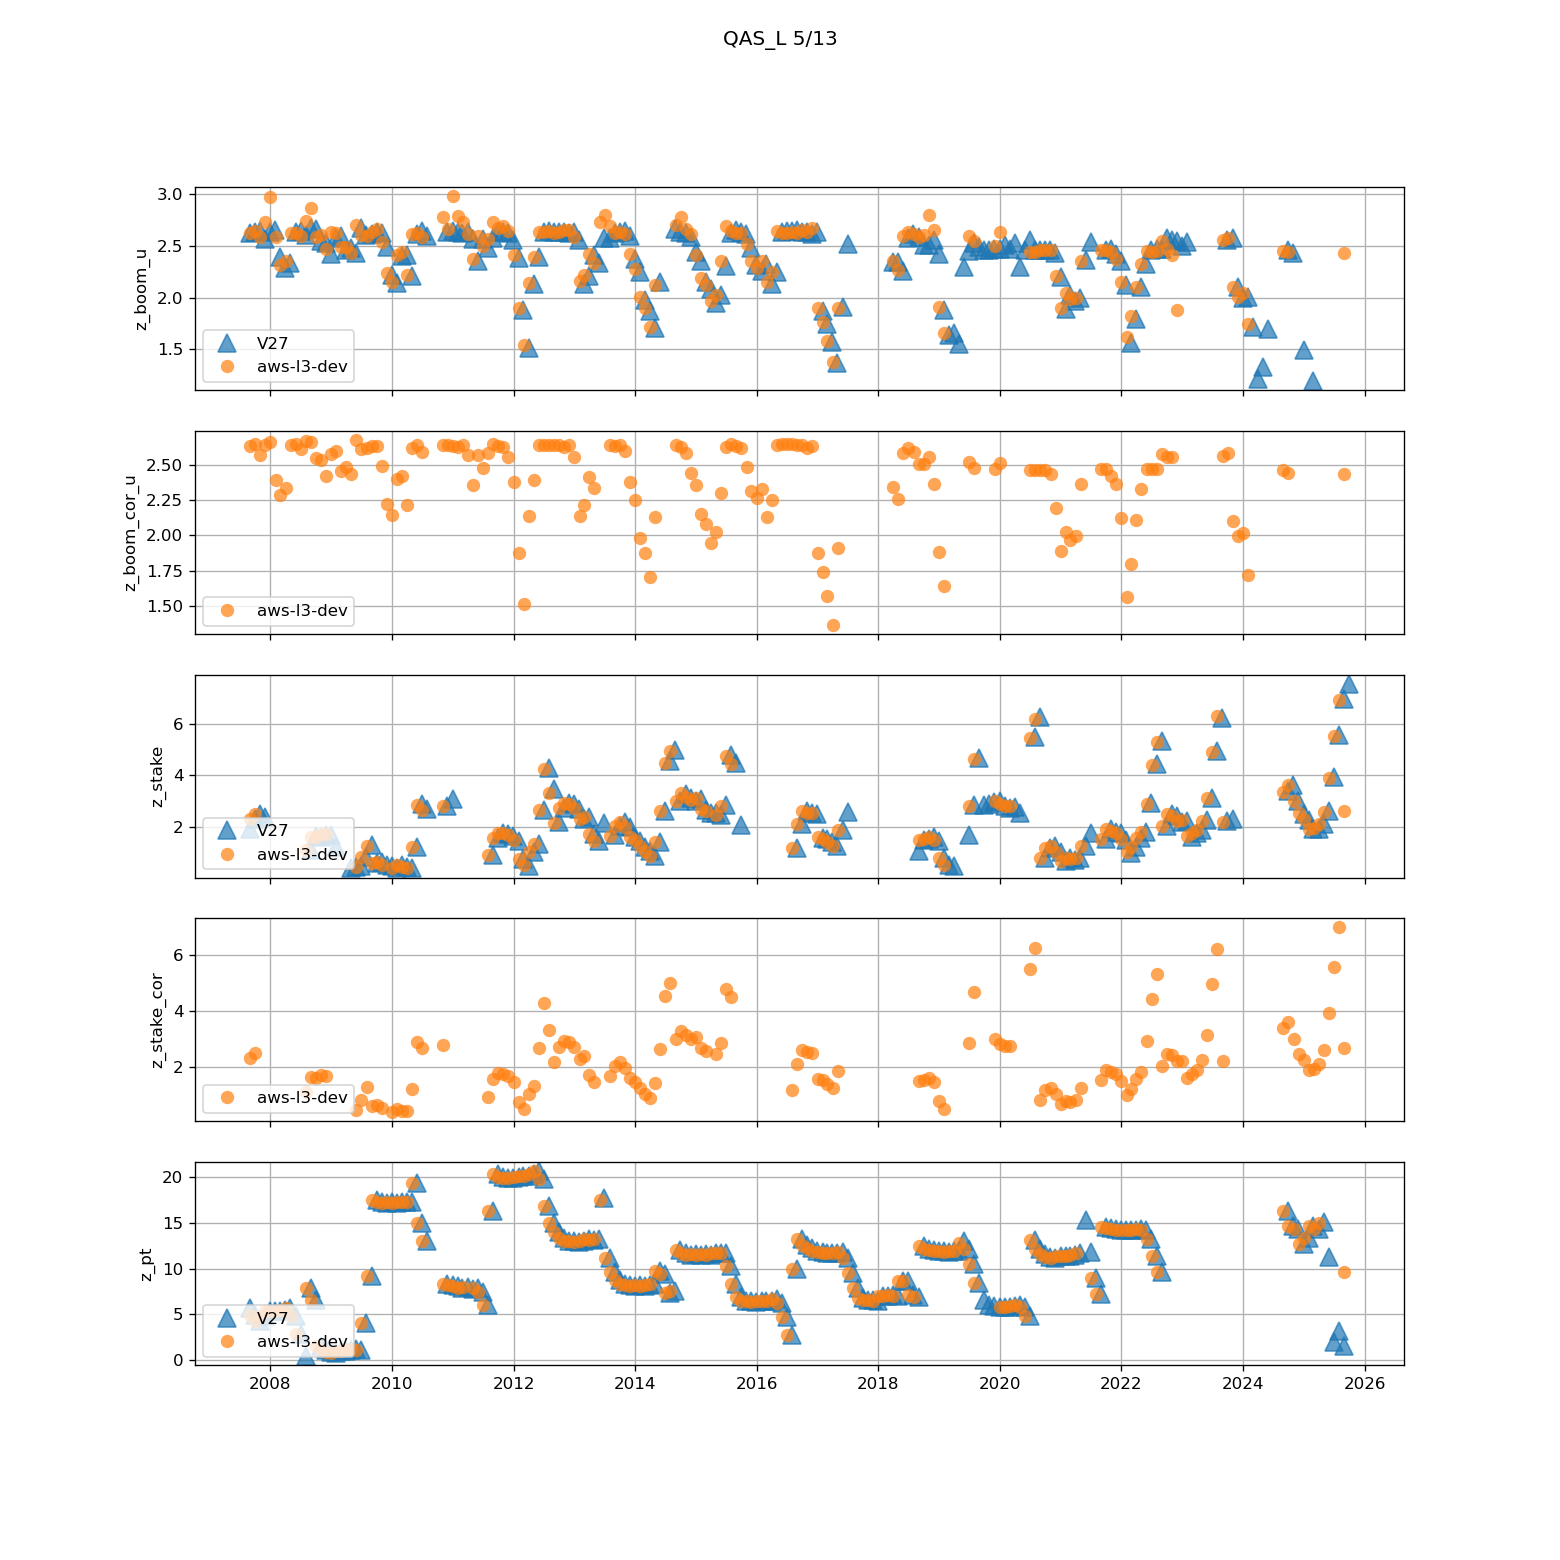 QAS_L 5/13
3.0
2.5
2.0
1.5
z_boom_u
V27
aws-l3-dev
2.50
2.25
2.00
1.75
1.50
z_boom_cor_u
aws-l3-dev
6
4
2
z_stake
V27
aws-l3-dev
6
4
2
z_stake_cor
aws-l3-dev
20
15
10
5
0
z_pt
V27
aws-l3-dev
2008 2010 2012 2014 2016 2018 2020 2022 2024 2026